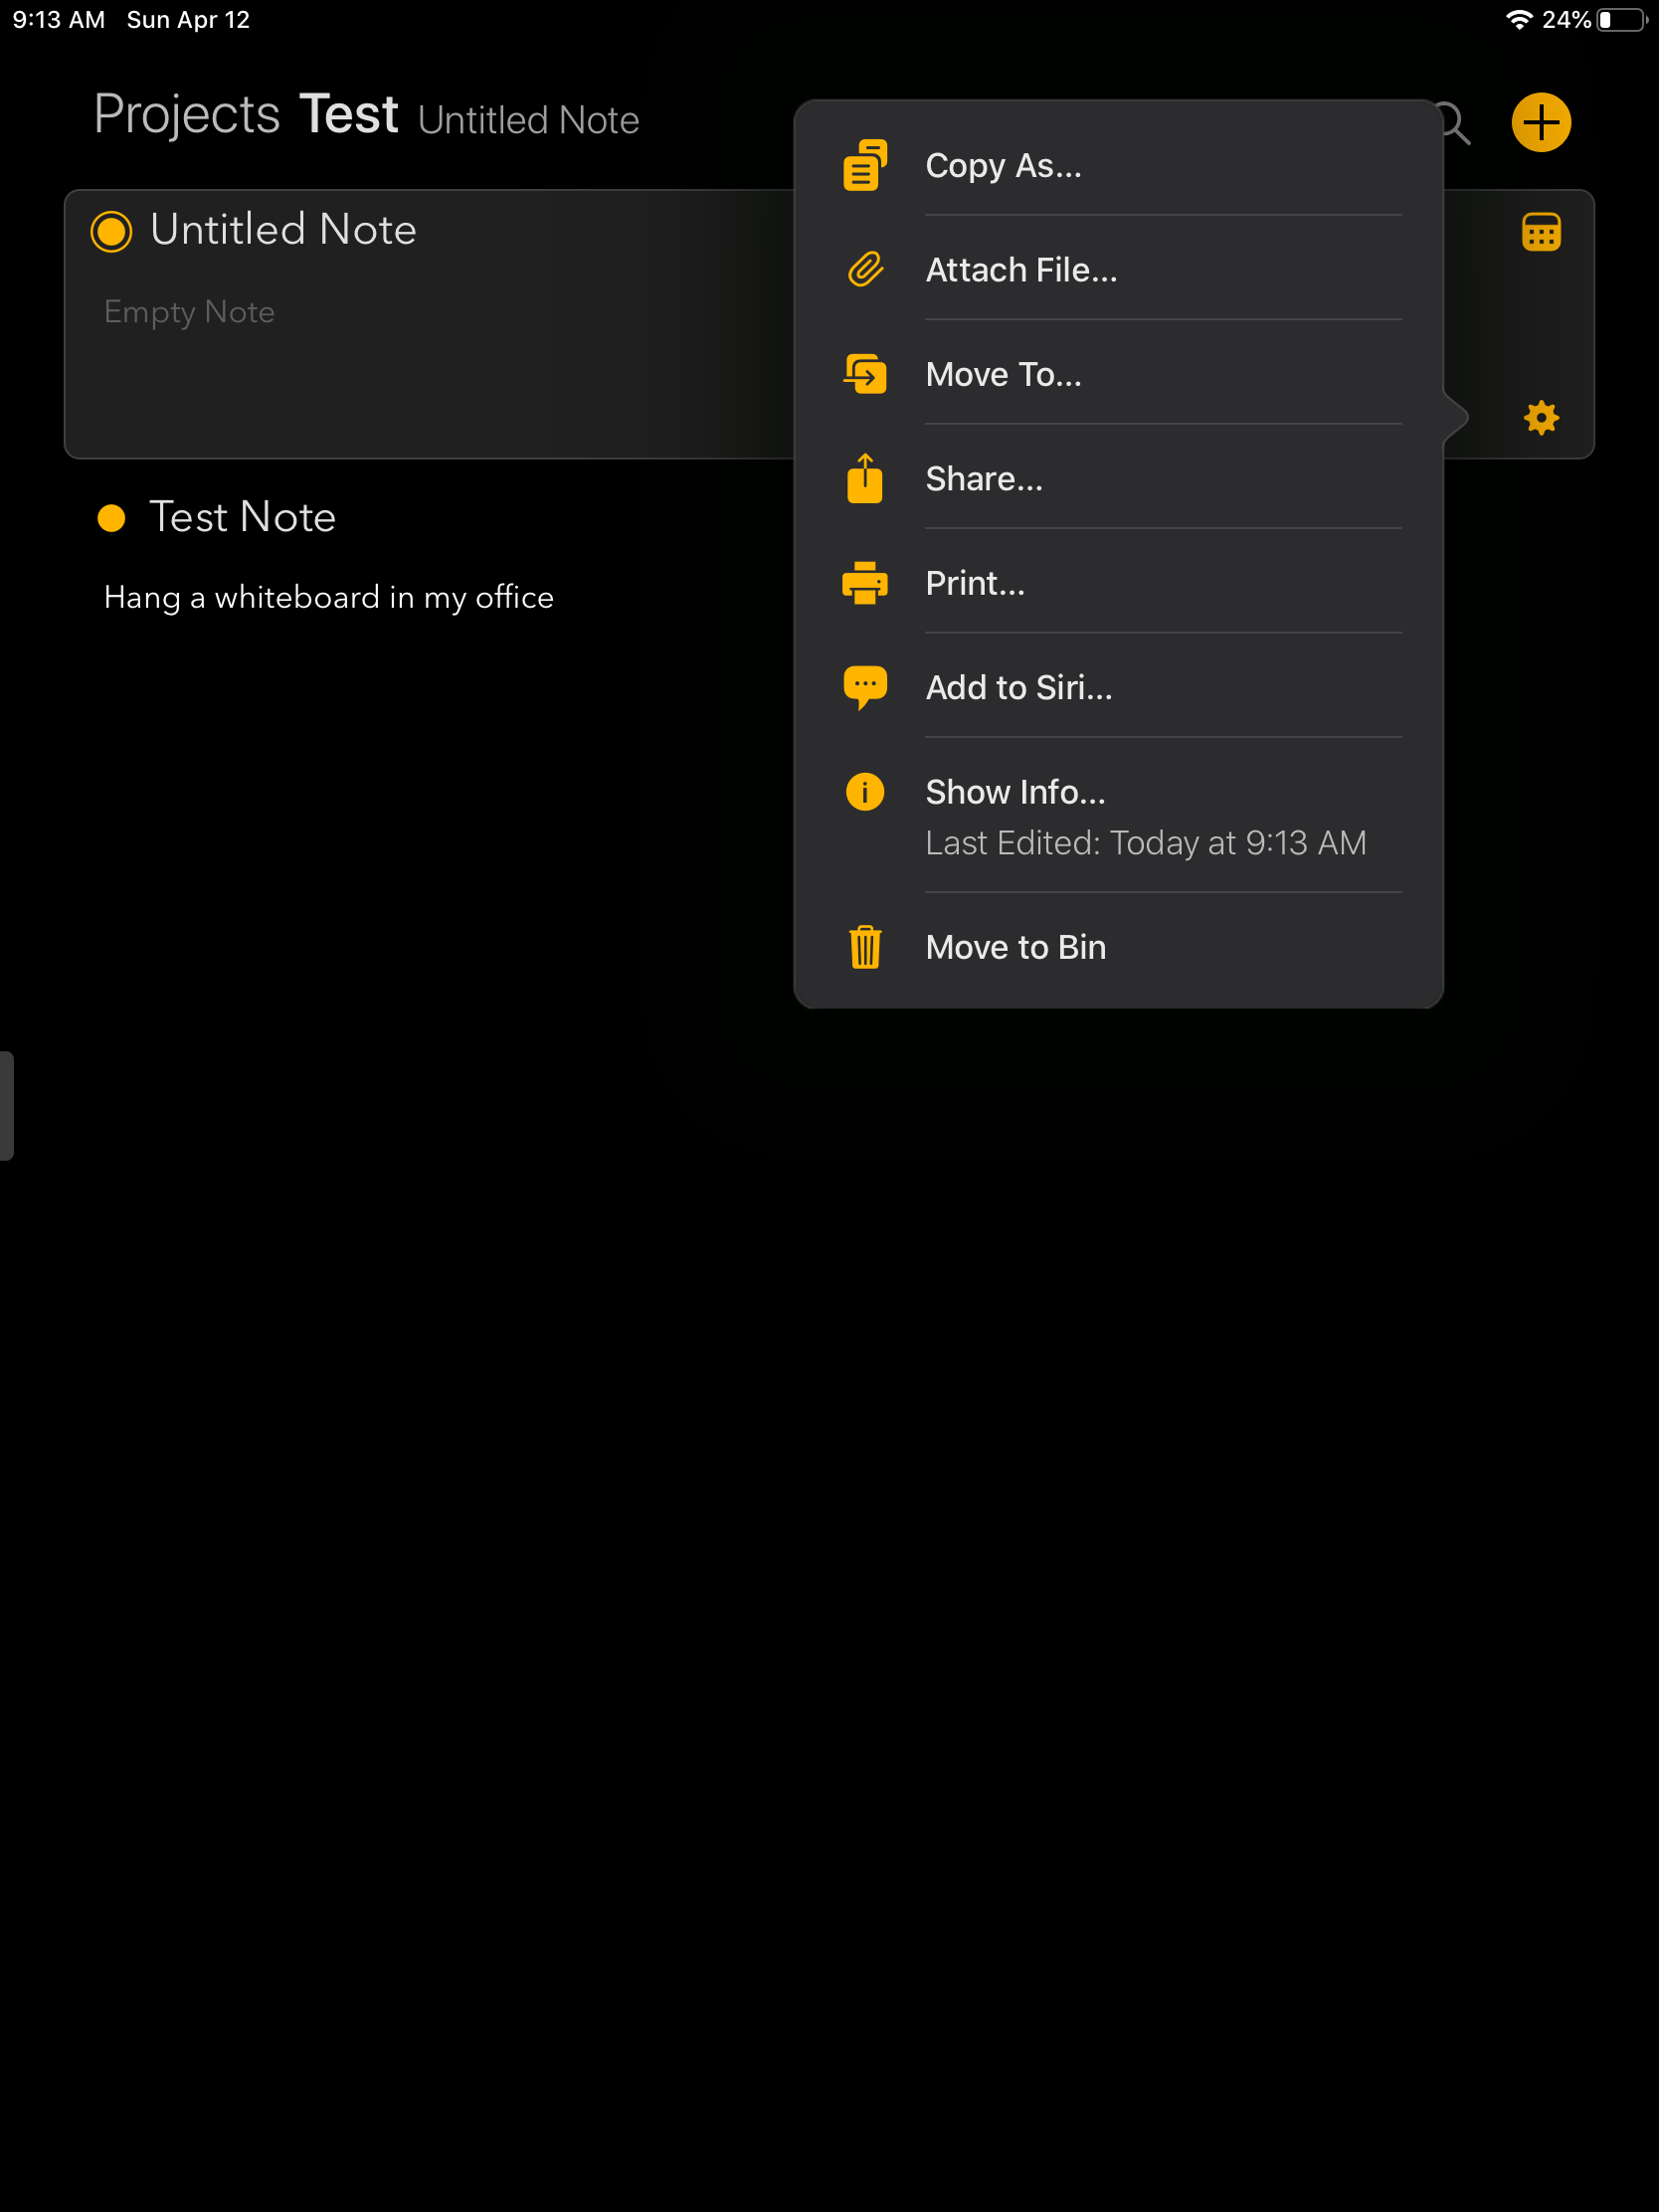 9:13 AM Sun Apr 12 24%
Projects Test Untitled Note
Untitled Note
Empty Note
Test Note
Hang a whiteboard in my office
Copy As...
Attach File...
Move To...
Share...
Print...
Add to Siri...
Show Info...
Last Edited: Today at 9:13 AM
Move to Bin